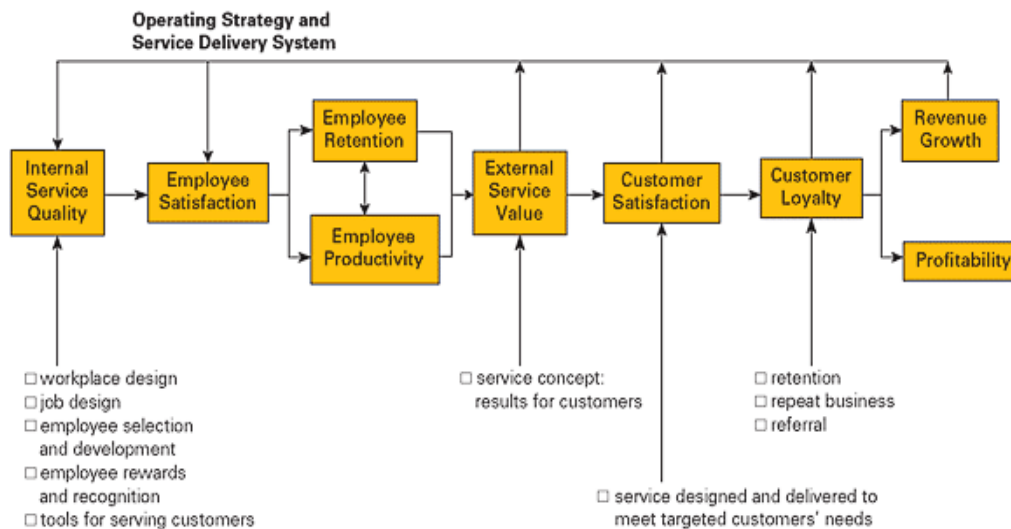 Operating Strategy and
Service Delivery System
Internal
Service
Quality
Employee
Satisfaction
Employee
Retention
Employee
Productivity
External
Service
Value
Customer
Satisfaction
Customer
Loyalty
Revenue
Growth
Profitability
□ workplace design
□ job design
□ employee selection
and development
□ employee rewards
and recognition
□ tools for serving customers
□ service concept:
results for customers
□ service designed and delivered to
meet targeted customers' needs
□ retention
□ repeat business
□ referral